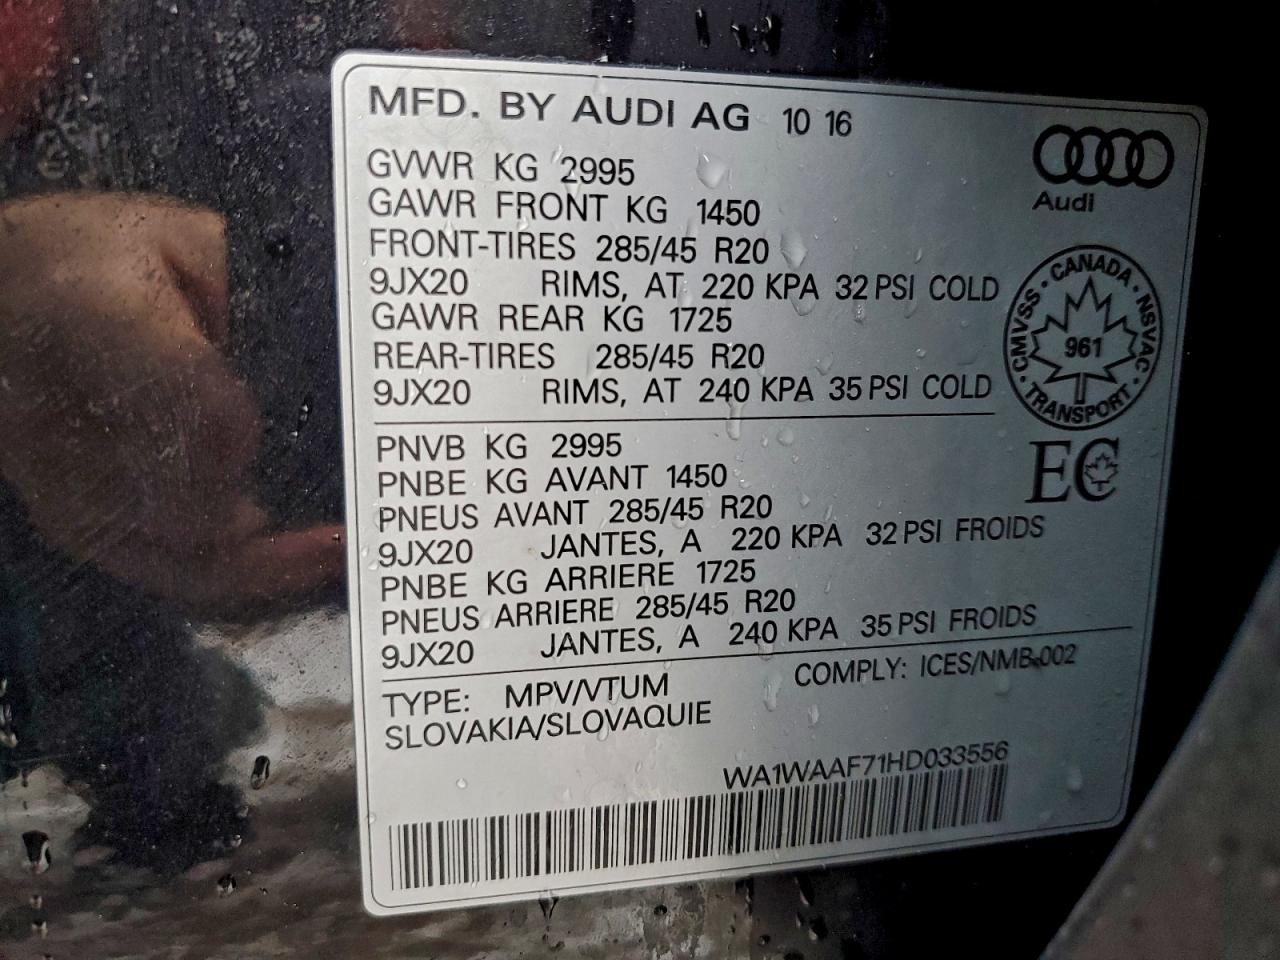 MFD. BY AUDI AG 10 16
GVWR KG 2995
GAWR FRONT KG 1450
FRONT-TIRES 285/45 R20
9JX20 RIMS, AT 220 KPA 32 PSI COLD
GAWR REAR KG 1725
REAR-TIRES 285/45 R20
9JX20 RIMS, AT 240 KPA 35 PSI COLD
Audi
CMVSS · CANADA · NSVAC · TRANSPORT ·
961
EC
PNVB KG 2995
PNBE KG AVANT 1450
PNEUS AVANT 285/45 R20
9JX20 JANTES, A 220 KPA 32 PSI FROIDS
PNBE KG ARRIERE 1725
PNEUS ARRIERE 285/45 R20
9JX20 JANTES, A 240 KPA 35 PSI FROIDS
TYPE: MPV/VTUM COMPLY: ICES/NMB-002
SLOVAKIA/SLOVAQUIE
WA1WAAF71HD033556